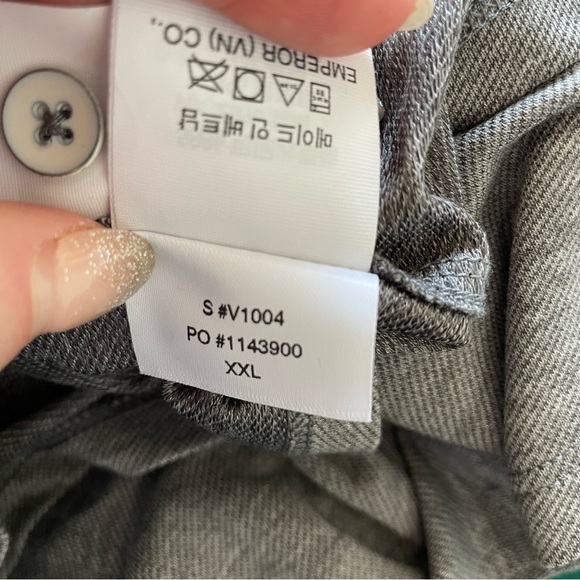 메이드 인 베트남
EMPEROR (VN) CO.,
S #V1004
PO #1143900
XXL